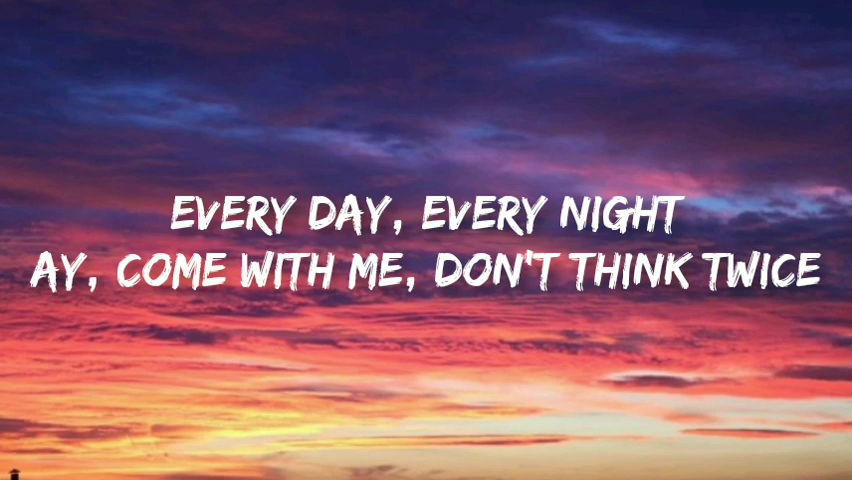 EVERY DAY, EVERY NIGHT
AY, COME WITH ME, DON'T THINK TWICE